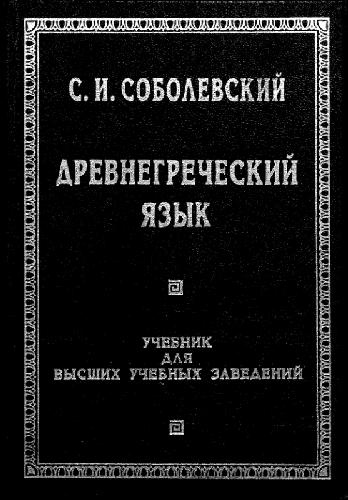 С. И. СОБОЛЕВСКИЙ
ДРЕВНЕГРЕЧЕСКИЙ
ЯЗЫК
УЧЕБНИК
ДЛЯ
ВЫСШИХ УЧЕБНЫХ ЗАВЕДЕНИЙ